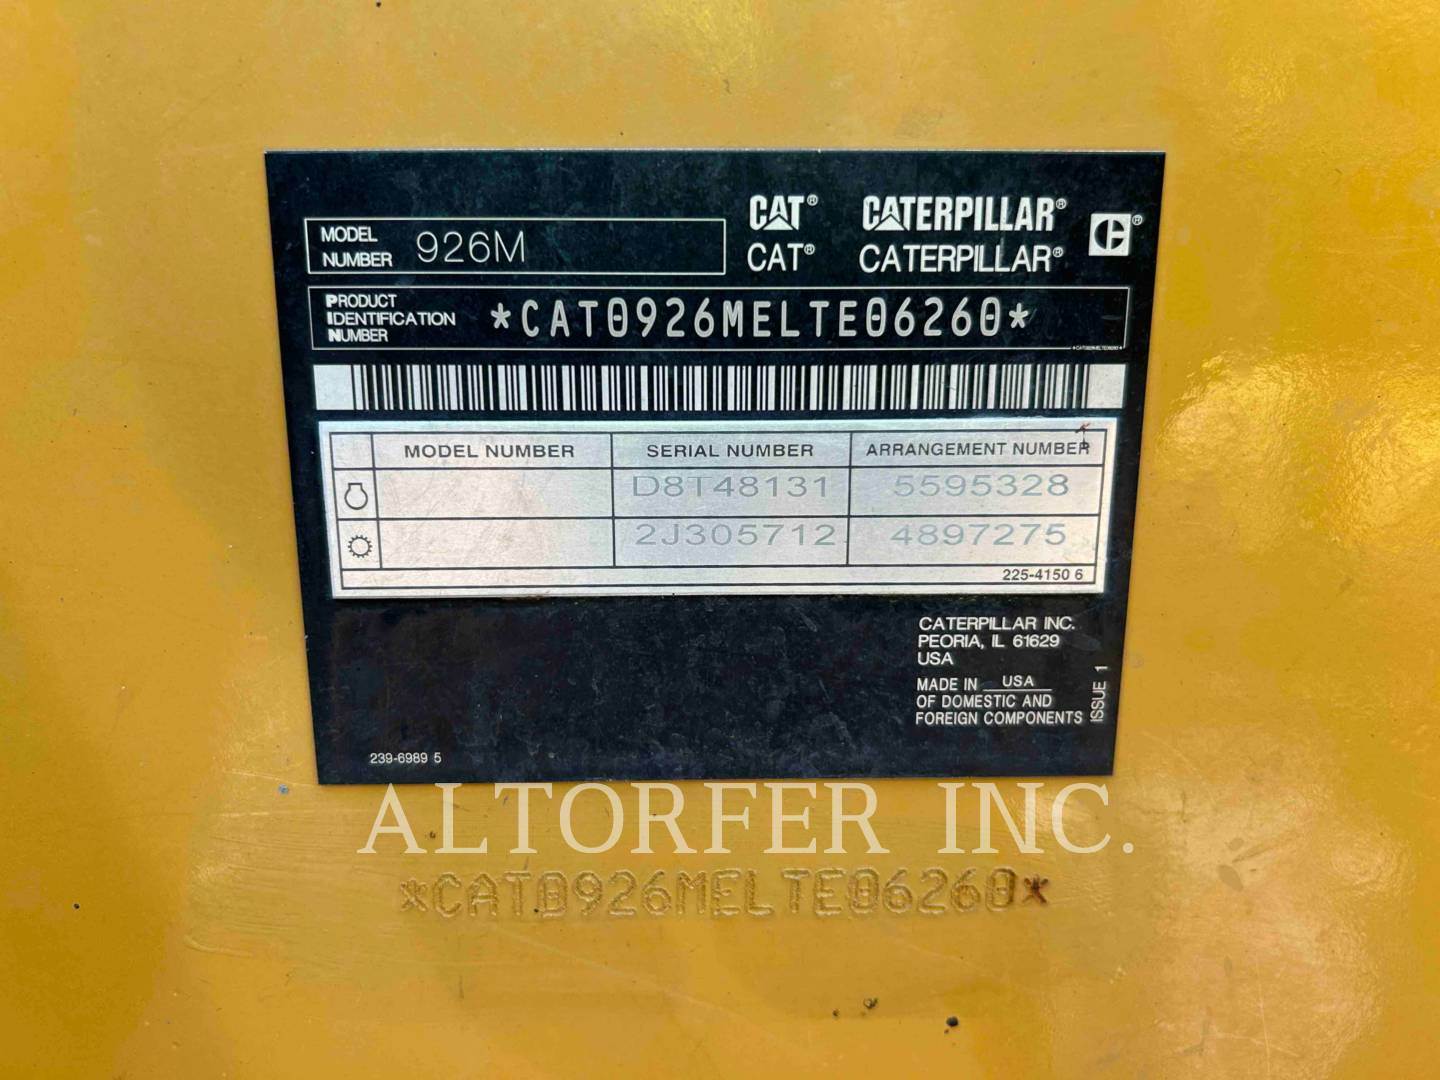 CAT® CATERPILLAR®
CAT® CATERPILLAR®
MODEL NUMBER 926M
PRODUCT IDENTIFICATION NUMBER *CAT0926MELTE06260*
MODEL NUMBER SERIAL NUMBER ARRANGEMENT NUMBER
D8T48131 5595328
2J305712 4897275
225-4150 6
CATERPILLAR INC.
PEORIA, IL 61629
USA
MADE IN USA
OF DOMESTIC AND
FOREIGN COMPONENTS
ISSUE 1
239-6989 5
ALTORFER INC.
*CAT0926MELTE06260*